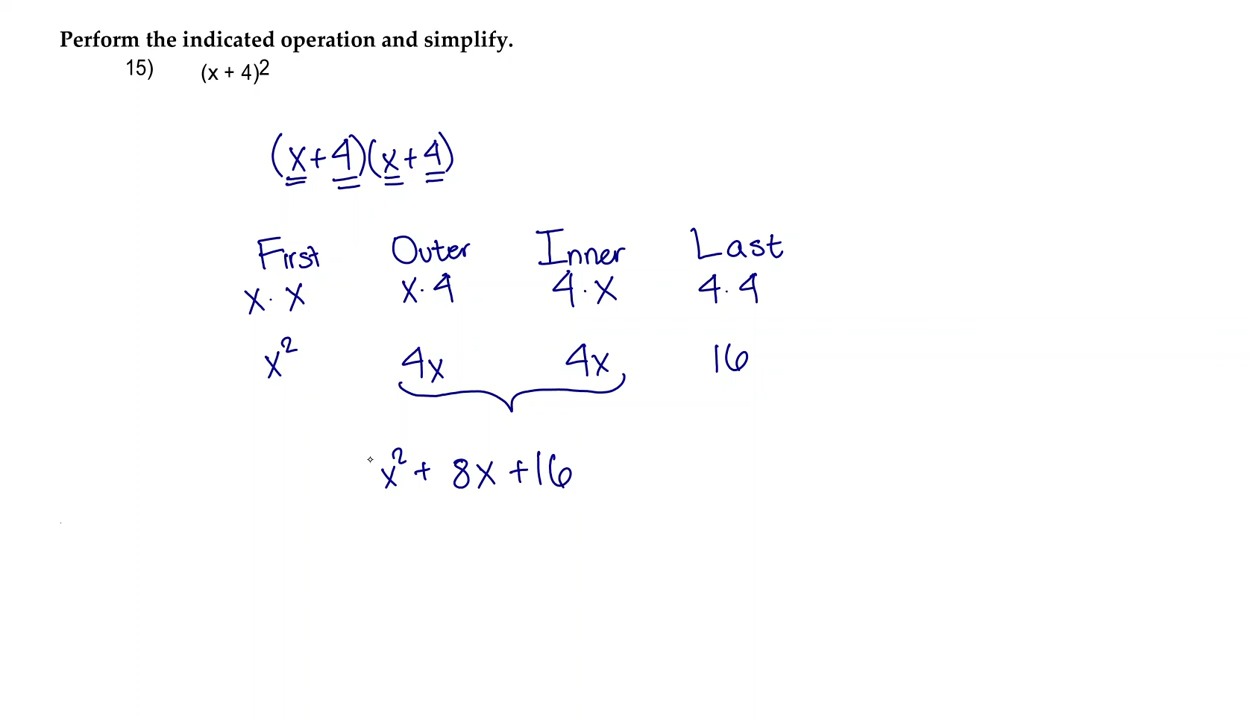 Perform the indicated operation and simplify.
15) (x + 4)²
(x+4)(x+4)
First Outer Inner Last
x·x x·4 4·x 4·4
x² 4x 4x 16
x² + 8x + 16